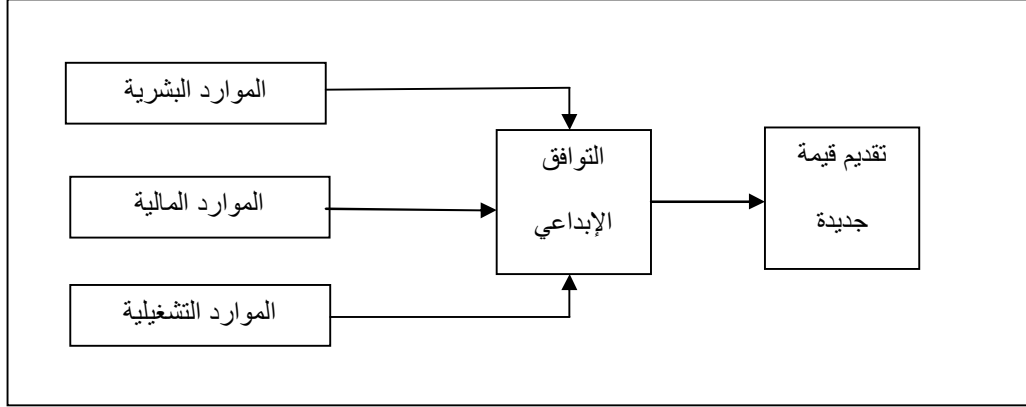 الموارد البشرية
الموارد المالية
الموارد التشغيلية
التوافق
الإبداعي
تقديم قيمة
جديدة